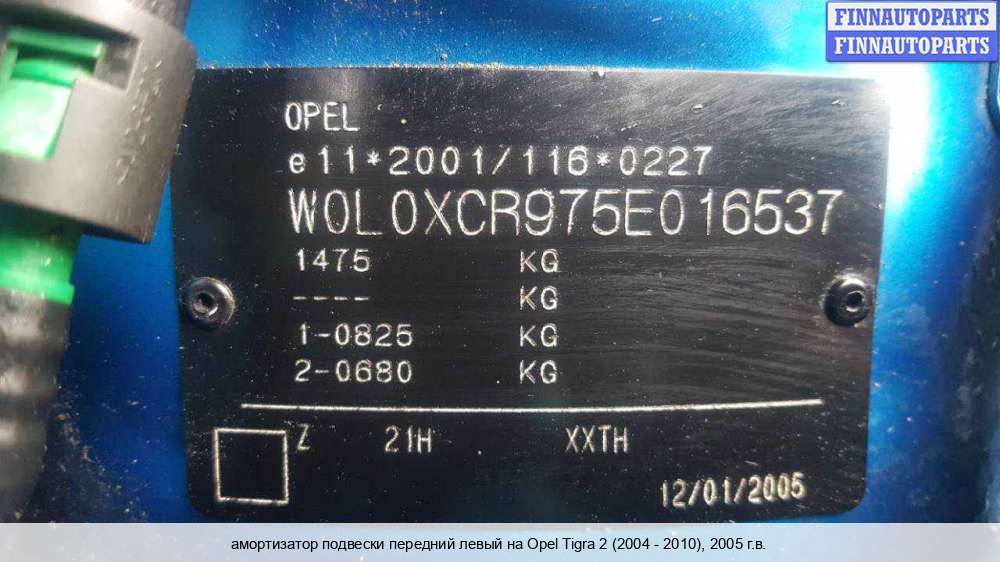 FINNAUTOPARTS
FINNAUTOPARTS
OPEL
e11*2001/116*0227
W0L0XCR975E016537
1475 KG
---- KG
1-0825 KG
2-0680 KG
Z 21H XXTH
12/01/2005
амортизатор подвески передний левый на Opel Tigra 2 (2004 - 2010), 2005 г.в.